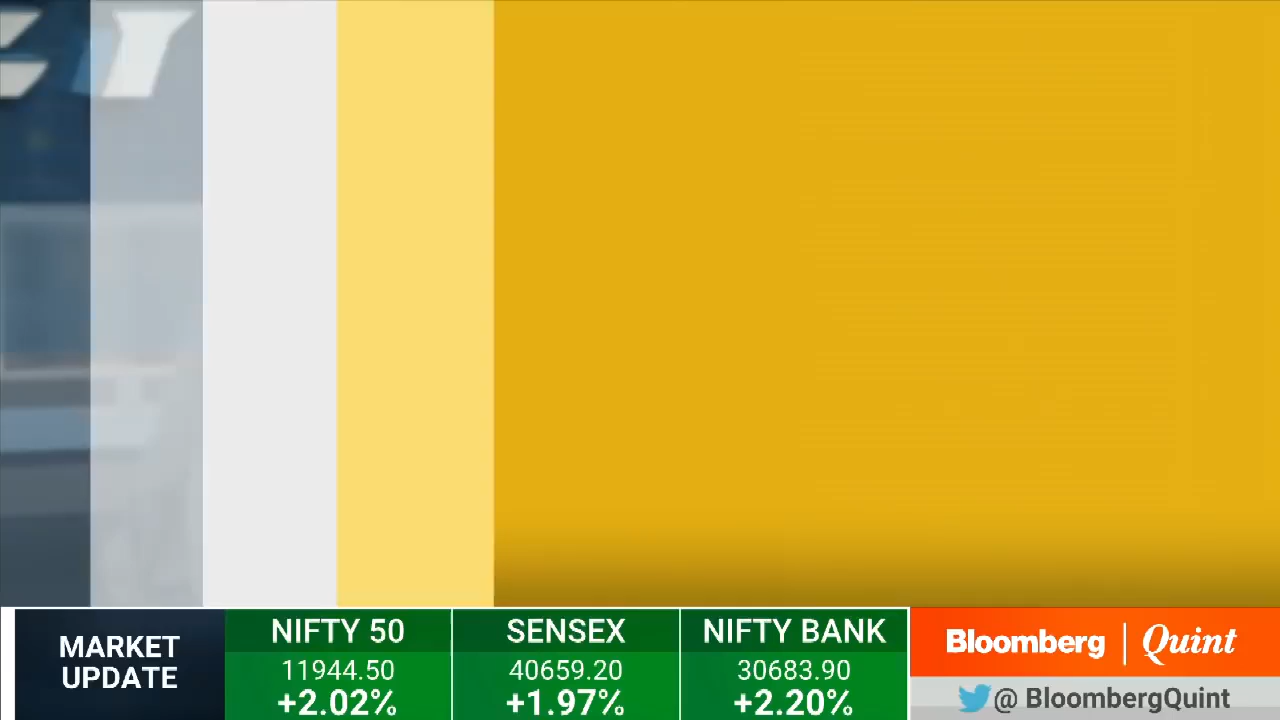 MARKET
UPDATE
NIFTY 50
11944.50
+2.02%
SENSEX
40659.20
+1.97%
NIFTY BANK
30683.90
+2.20%
Bloomberg | Quint
@ BloombergQuint